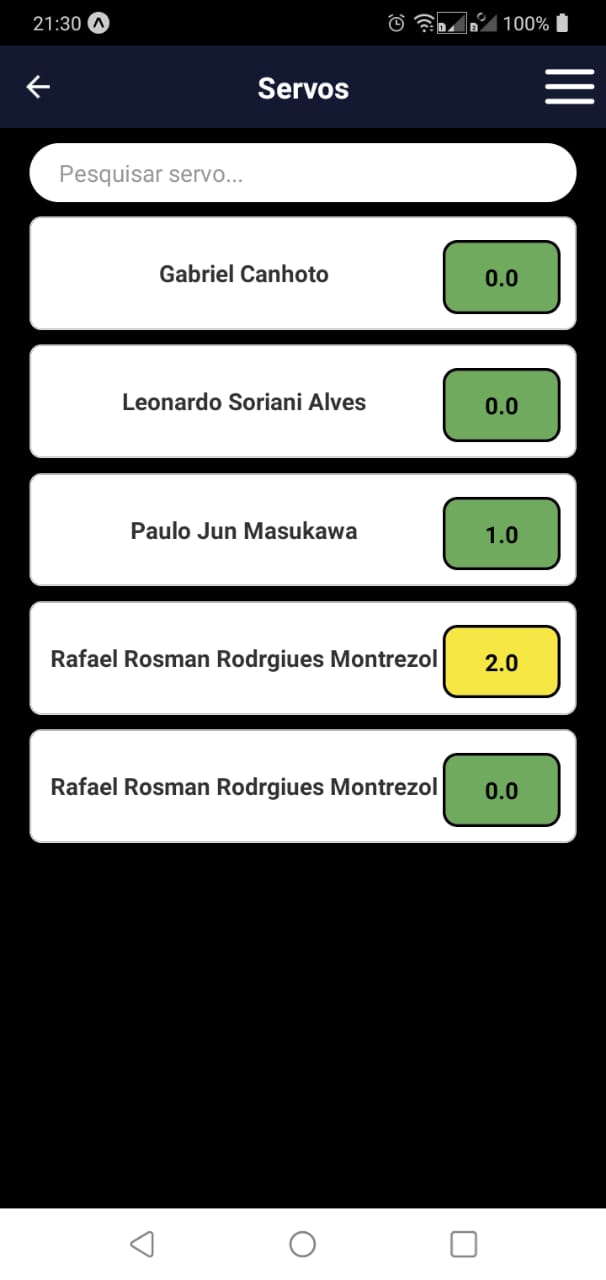 21:30
100%
Servos
Pesquisar servo...
Gabriel Canhoto
0.0
Leonardo Soriani Alves
0.0
Paulo Jun Masukawa
1.0
Rafael Rosman Rodrgiues Montrezol
2.0
Rafael Rosman Rodrgiues Montrezol
0.0